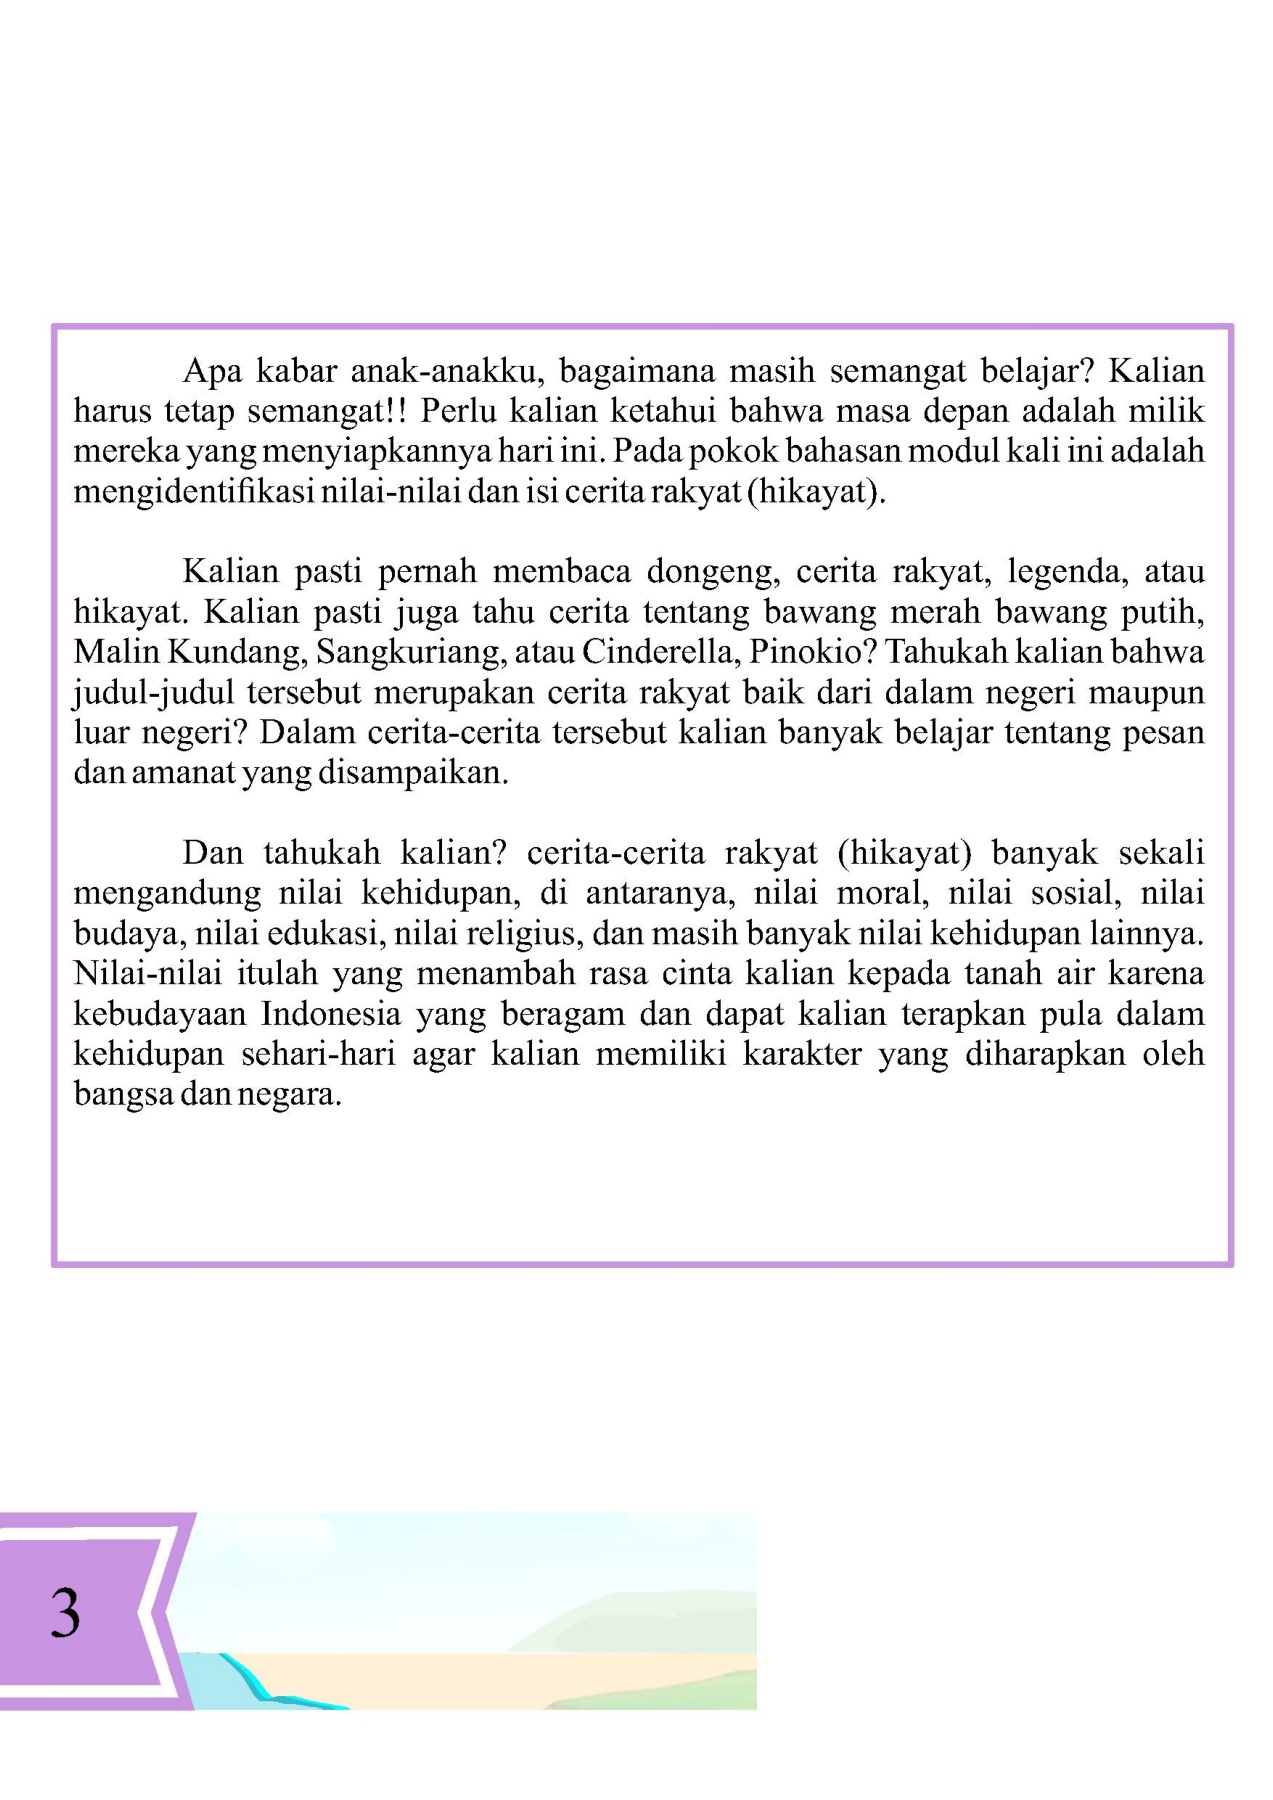 Apa kabar anak-anakku, bagaimana masih semangat belajar? Kalian
harus tetap semangat!! Perlu kalian ketahui bahwa masa depan adalah milik
mereka yang menyiapkannya hari ini. Pada pokok bahasan modul kali ini adalah
mengidentifikasi nilai-nilai dan isi cerita rakyat (hikayat).
Kalian pasti pernah membaca dongeng, cerita rakyat, legenda, atau
hikayat. Kalian pasti juga tahu cerita tentang bawang merah bawang putih,
Malin Kundang, Sangkuriang, atau Cinderella, Pinokio? Tahukah kalian bahwa
judul-judul tersebut merupakan cerita rakyat baik dari dalam negeri maupun
luar negeri? Dalam cerita-cerita tersebut kalian banyak belajar tentang pesan
dan amanat yang disampaikan.
Dan tahukah kalian? cerita-cerita rakyat (hikayat) banyak sekali
mengandung nilai kehidupan, di antaranya, nilai moral, nilai sosial, nilai
budaya, nilai edukasi, nilai religius, dan masih banyak nilai kehidupan lainnya.
Nilai-nilai itulah yang menambah rasa cinta kalian kepada tanah air karena
kebudayaan Indonesia yang beragam dan dapat kalian terapkan pula dalam
kehidupan sehari-hari agar kalian memiliki karakter yang diharapkan oleh
bangsa dan negara.
3